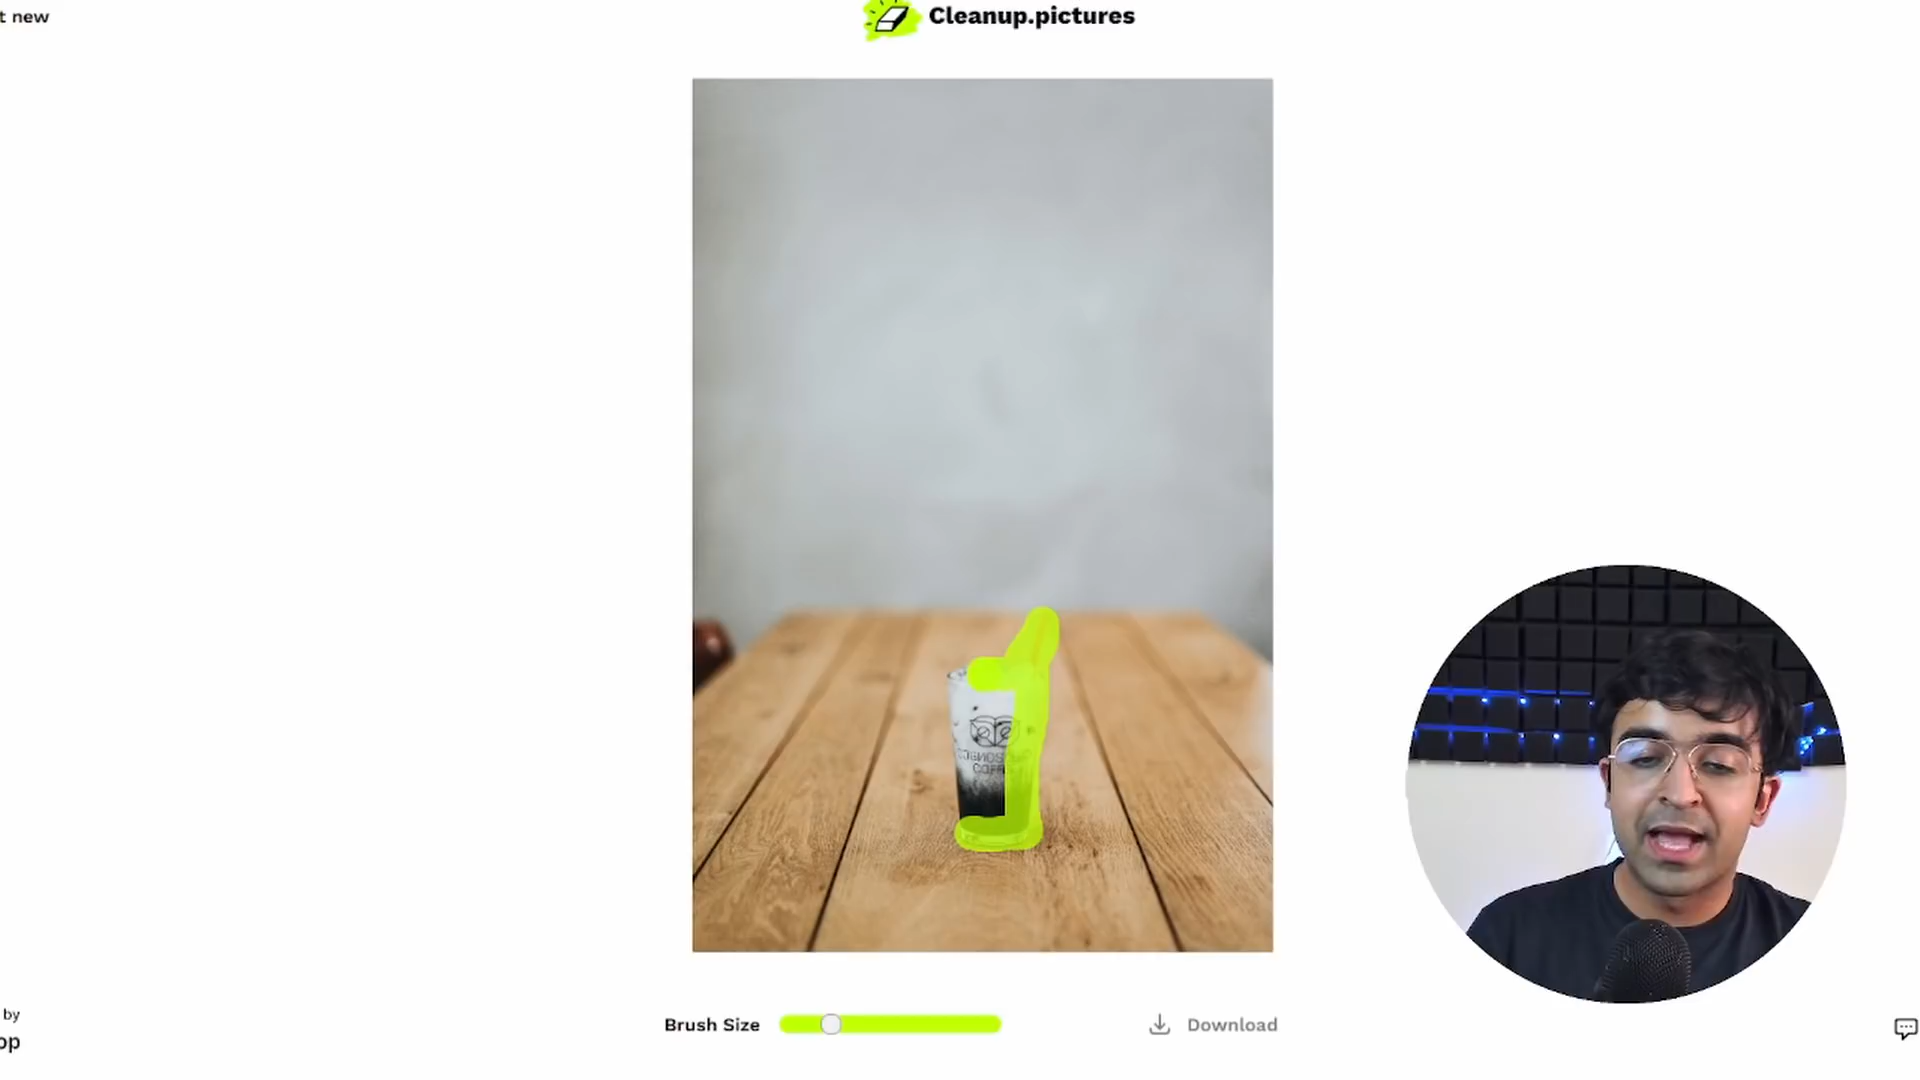 t new
Cleanup.pictures
Brush Size
Download
by
op